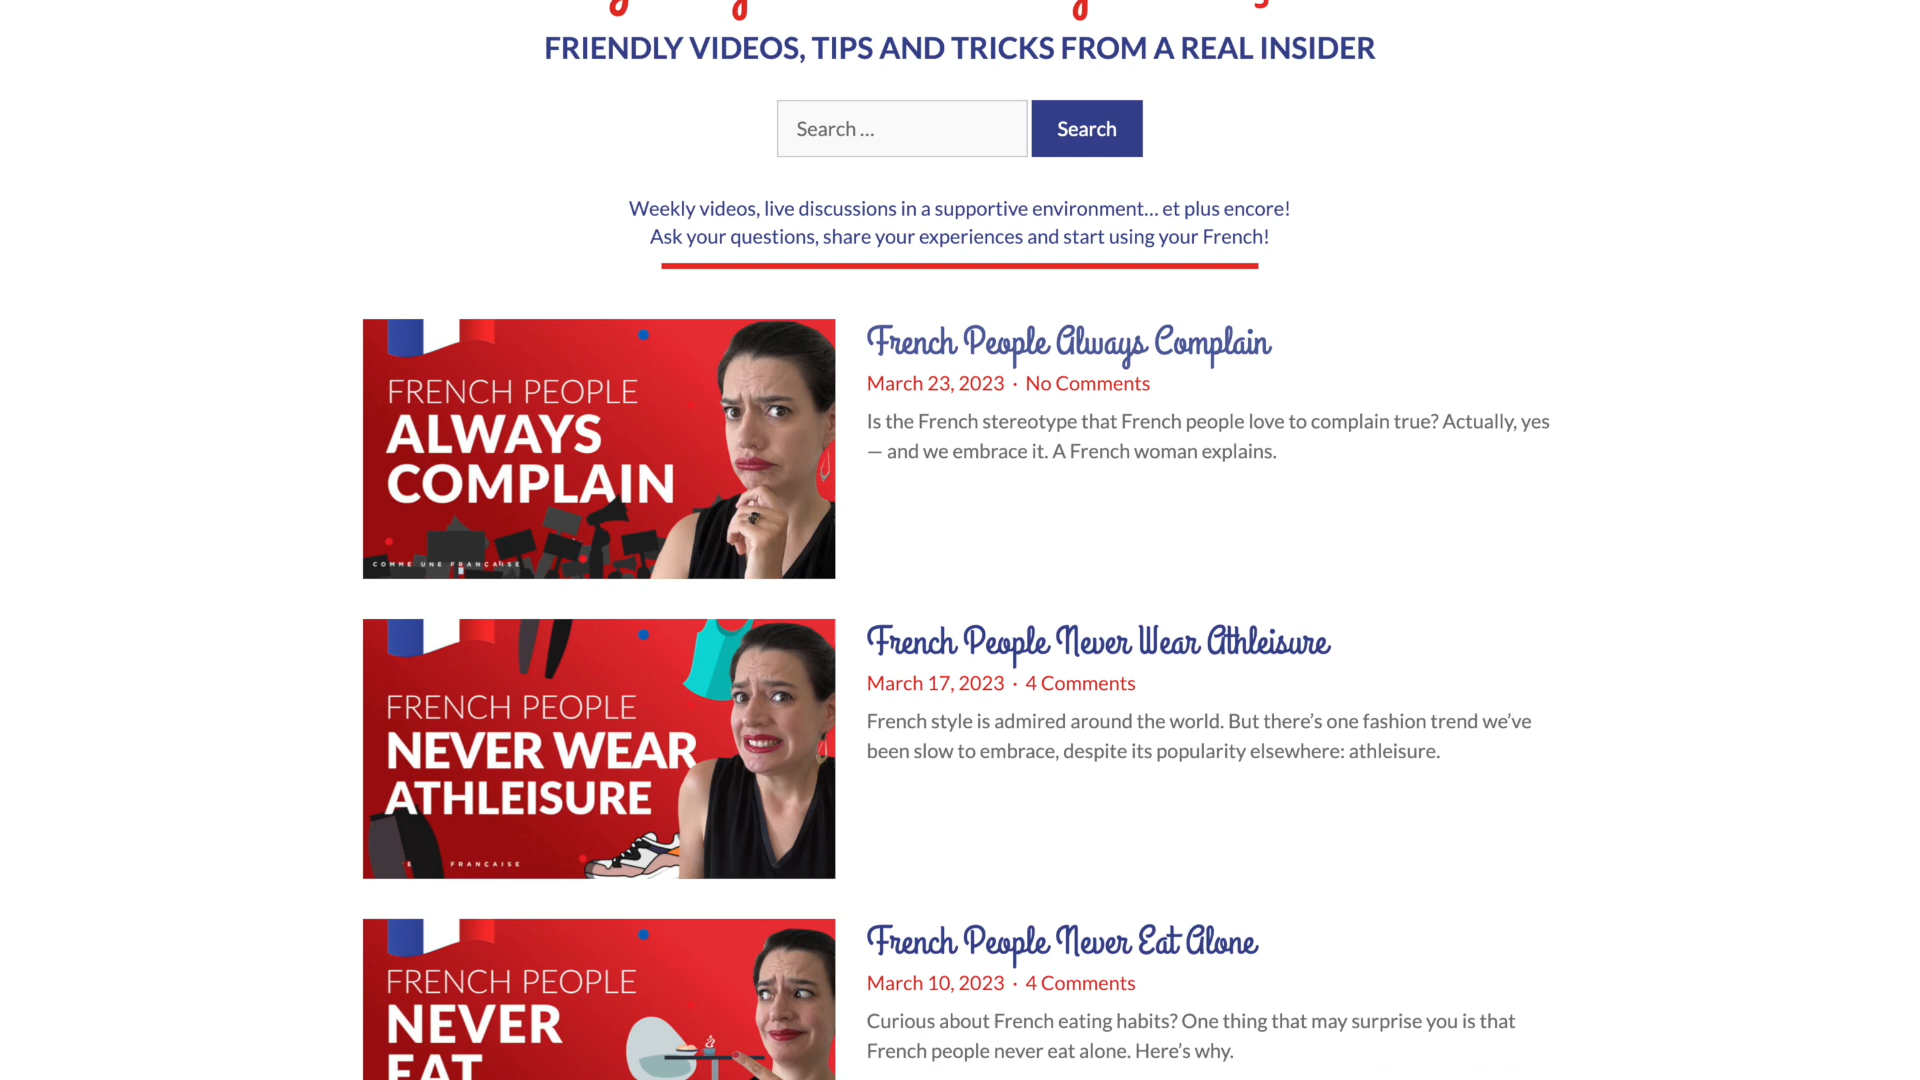 FRIENDLY VIDEOS, TIPS AND TRICKS FROM A REAL INSIDER
Search ...
Search
Weekly videos, live discussions in a supportive environment... et plus encore!
Ask your questions, share your experiences and start using your French!
FRENCH PEOPLE
ALWAYS
COMPLAIN
COMME UNE FRANÇAISE
French People Always Complain
March 23, 2023 · No Comments
Is the French stereotype that French people love to complain true? Actually, yes
— and we embrace it. A French woman explains.
FRENCH PEOPLE
NEVER WEAR
ATHLEISURE
FRANÇAISE
French People Never Wear Athleisure
March 17, 2023 · 4 Comments
French style is admired around the world. But there’s one fashion trend we’ve
been slow to embrace, despite its popularity elsewhere: athleisure.
FRENCH PEOPLE
NEVER
EAT
French People Never Eat Alone
March 10, 2023 · 4 Comments
Curious about French eating habits? One thing that may surprise you is that
French people never eat alone. Here’s why.